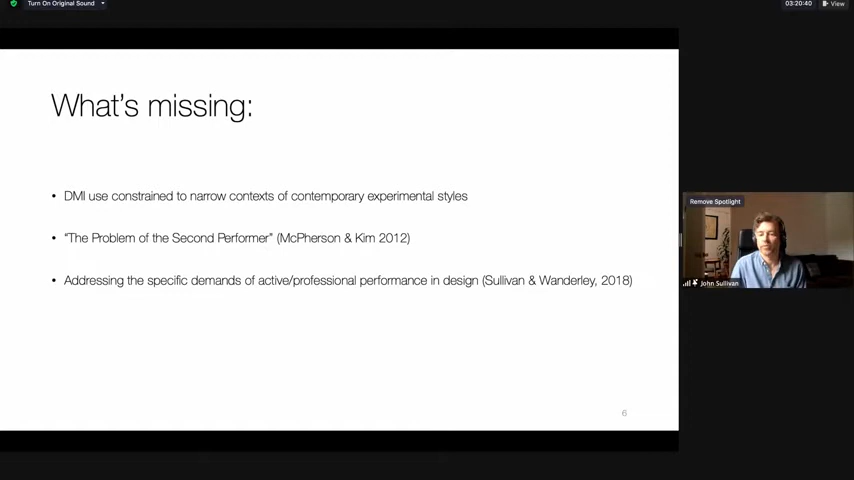 Turn On Original Sound
03:20:40
View
What's missing:
• DMI use constrained to narrow contexts of contemporary experimental styles
• "The Problem of the Second Performer" (McPherson & Kim 2012)
• Addressing the specific demands of active/professional performance in design (Sullivan & Wanderley, 2018)
6
Remove Spotlight
John Sullivan